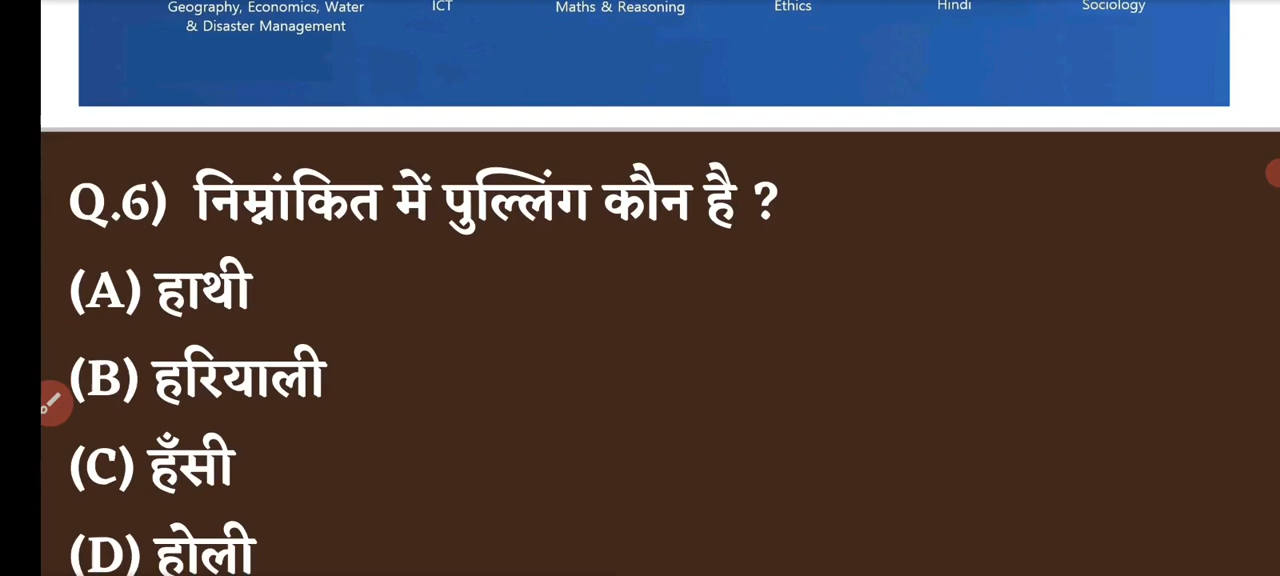 Geography, Economics, Water
& Disaster Management
ICT
Maths & Reasoning
Ethics
Hindi
Sociology
Q.6) निम्नांकित में पुल्लिंग कौन है ?
(A) हाथी
(B) हरियाली
(C) हँसी
(D) होली